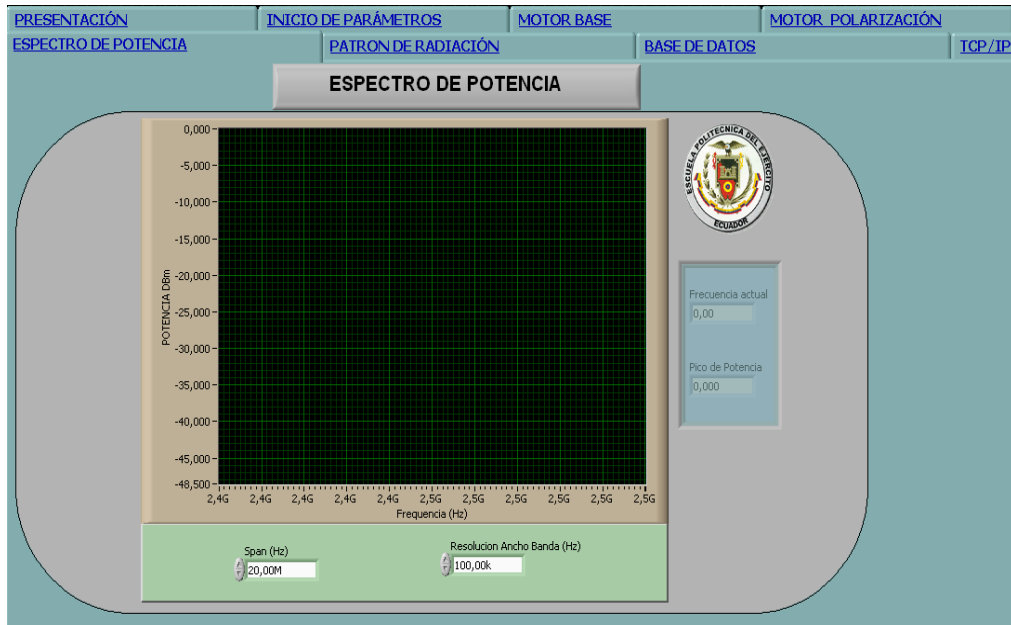 PRESENTACIÓN INICIO DE PARÁMETROS MOTOR BASE MOTOR POLARIZACIÓN
ESPECTRO DE POTENCIA PATRON DE RADIACIÓN BASE DE DATOS TCP/IP
ESPECTRO DE POTENCIA
0,000
-5,000
-10,000
-15,000
-20,000
-25,000
-30,000
-35,000
-40,000
-45,000
-48,500
POTENCIA DBm
2,4G 2,4G 2,4G 2,4G 2,4G 2,5G 2,5G 2,5G 2,5G 2,5G 2,5G
Frequencia (Hz)
ESCUELA POLITECNICA DEL EJERCITO
ECUADOR
Frecuencia actual
0,00
Pico de Potencia
0,000
Span (Hz)
20,00M
Resolucion Ancho Banda (Hz)
100,00k